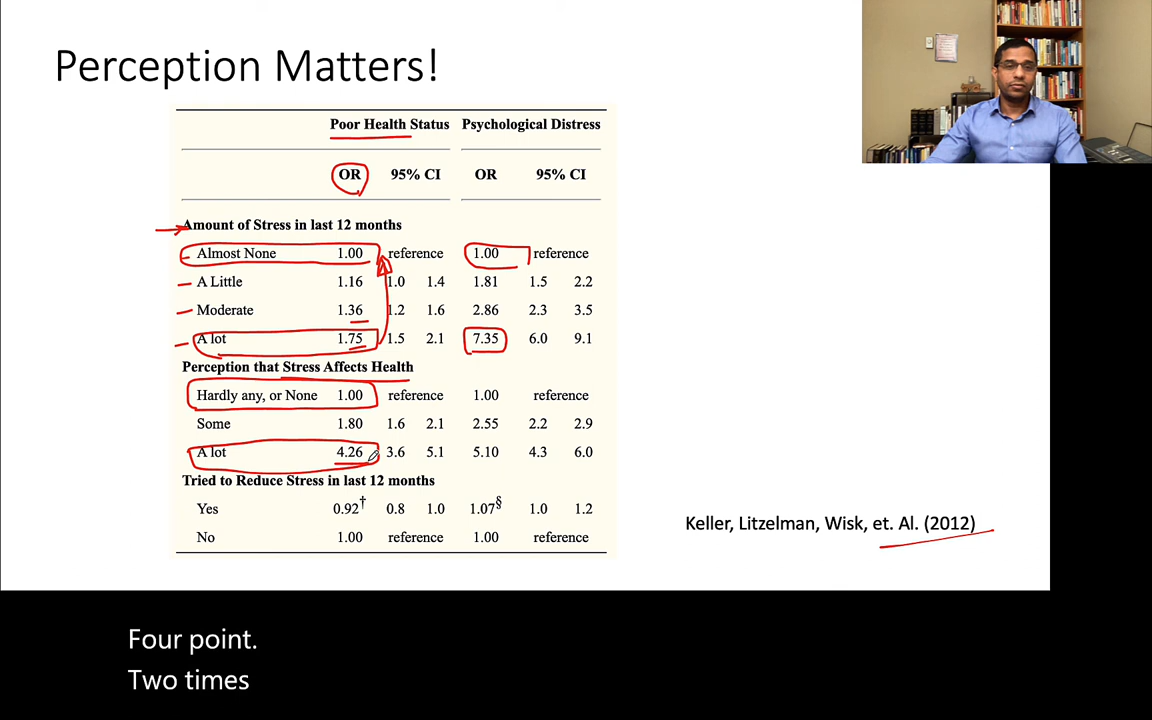 Perception Matters!
Poor Health Status Psychological Distress
OR 95% CI OR 95% CI
Amount of Stress in last 12 months
Almost None 1.00 reference 1.00 reference
A Little 1.16 1.0 1.4 1.81 1.5 2.2
Moderate 1.36 1.2 1.6 2.86 2.3 3.5
A lot 1.75 1.5 2.1 7.35 6.0 9.1
Perception that Stress Affects Health
Hardly any, or None 1.00 reference 1.00 reference
Some 1.80 1.6 2.1 2.55 2.2 2.9
A lot 4.26 3.6 5.1 5.10 4.3 6.0
Tried to Reduce Stress in last 12 months
Yes 0.92† 0.8 1.0 1.07§ 1.0 1.2
No 1.00 reference 1.00 reference
Keller, Litzelman, Wisk, et. Al. (2012)
Four point.
Two times